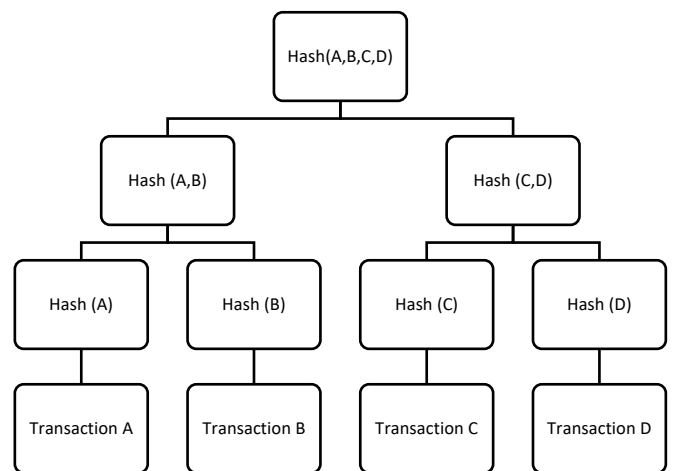 Hash(A,B,C,D)
Hash (A,B)
Hash (C,D)
Hash (A)
Hash (B)
Hash (C)
Hash (D)
Transaction A
Transaction B
Transaction C
Transaction D